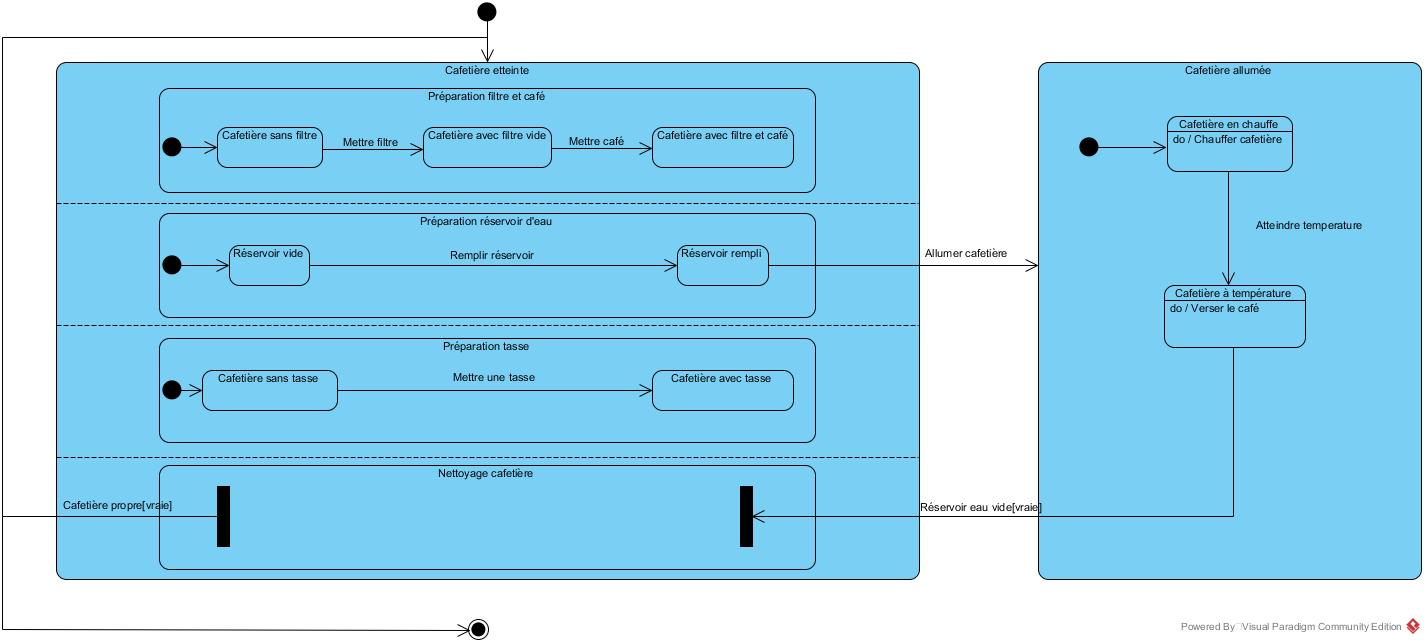 Cafetière etteinte
Préparation filtre et café
Cafetière sans filtre
Mettre filtre
Cafetière avec filtre vide
Mettre café
Cafetière avec filtre et café
Préparation réservoir d'eau
Réservoir vide
Remplir réservoir
Réservoir rempli
Allumer cafetière
Préparation tasse
Cafetière sans tasse
Mettre une tasse
Cafetière avec tasse
Nettoyage cafetière
Cafetière propre[vraie]
Réservoir eau vide[vraie]
Cafetière allumée
Cafetière en chauffe
do / Chauffer cafetière
Atteindre temperature
Cafetière à température
do / Verser le café
Powered By Visual Paradigm Community Edition